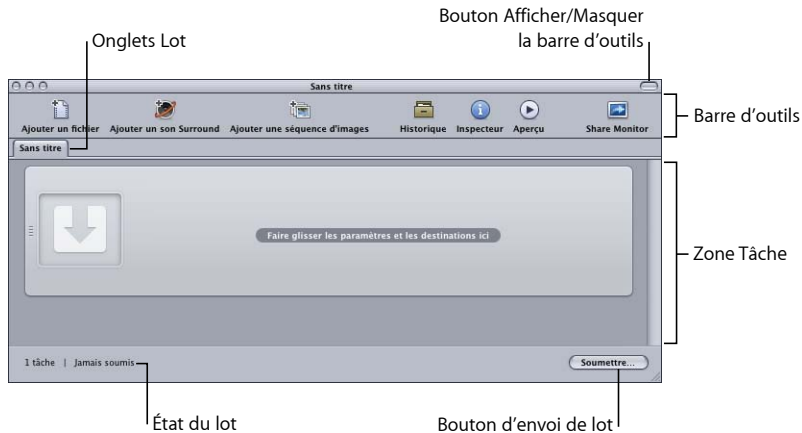 Bouton Afficher/Masquer
la barre d'outils
Onglets Lot
Sans titre
Ajouter un fichier Ajouter un son Surround Ajouter une séquence d'images Historique Inspecteur Aperçu Share Monitor
Barre d'outils
Sans titre
Faire glisser les paramètres et les destinations ici
Zone Tâche
1 tâche | Jamais soumis
Soumettre...
État du lot
Bouton d'envoi de lot